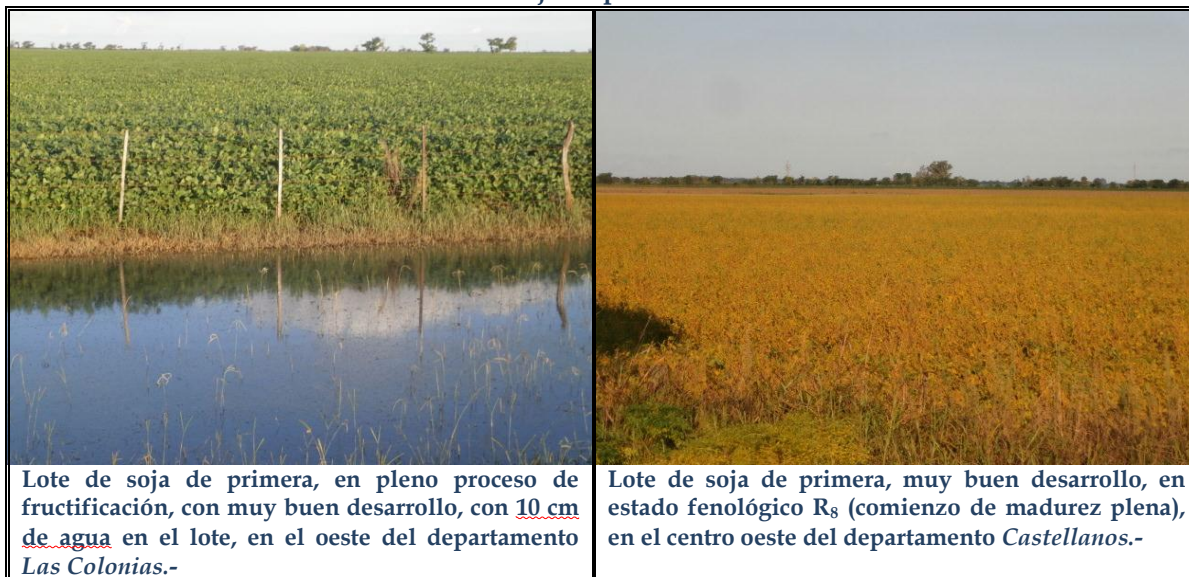 Lote de soja de primera, en pleno proceso de
fructificación, con muy buen desarrollo, con 10 cm
de agua en el lote, en el oeste del departamento
Las Colonias.-
Lote de soja de primera, muy buen desarrollo, en
estado fenológico R₈ (comienzo de madurez plena),
en el centro oeste del departamento Castellanos.-